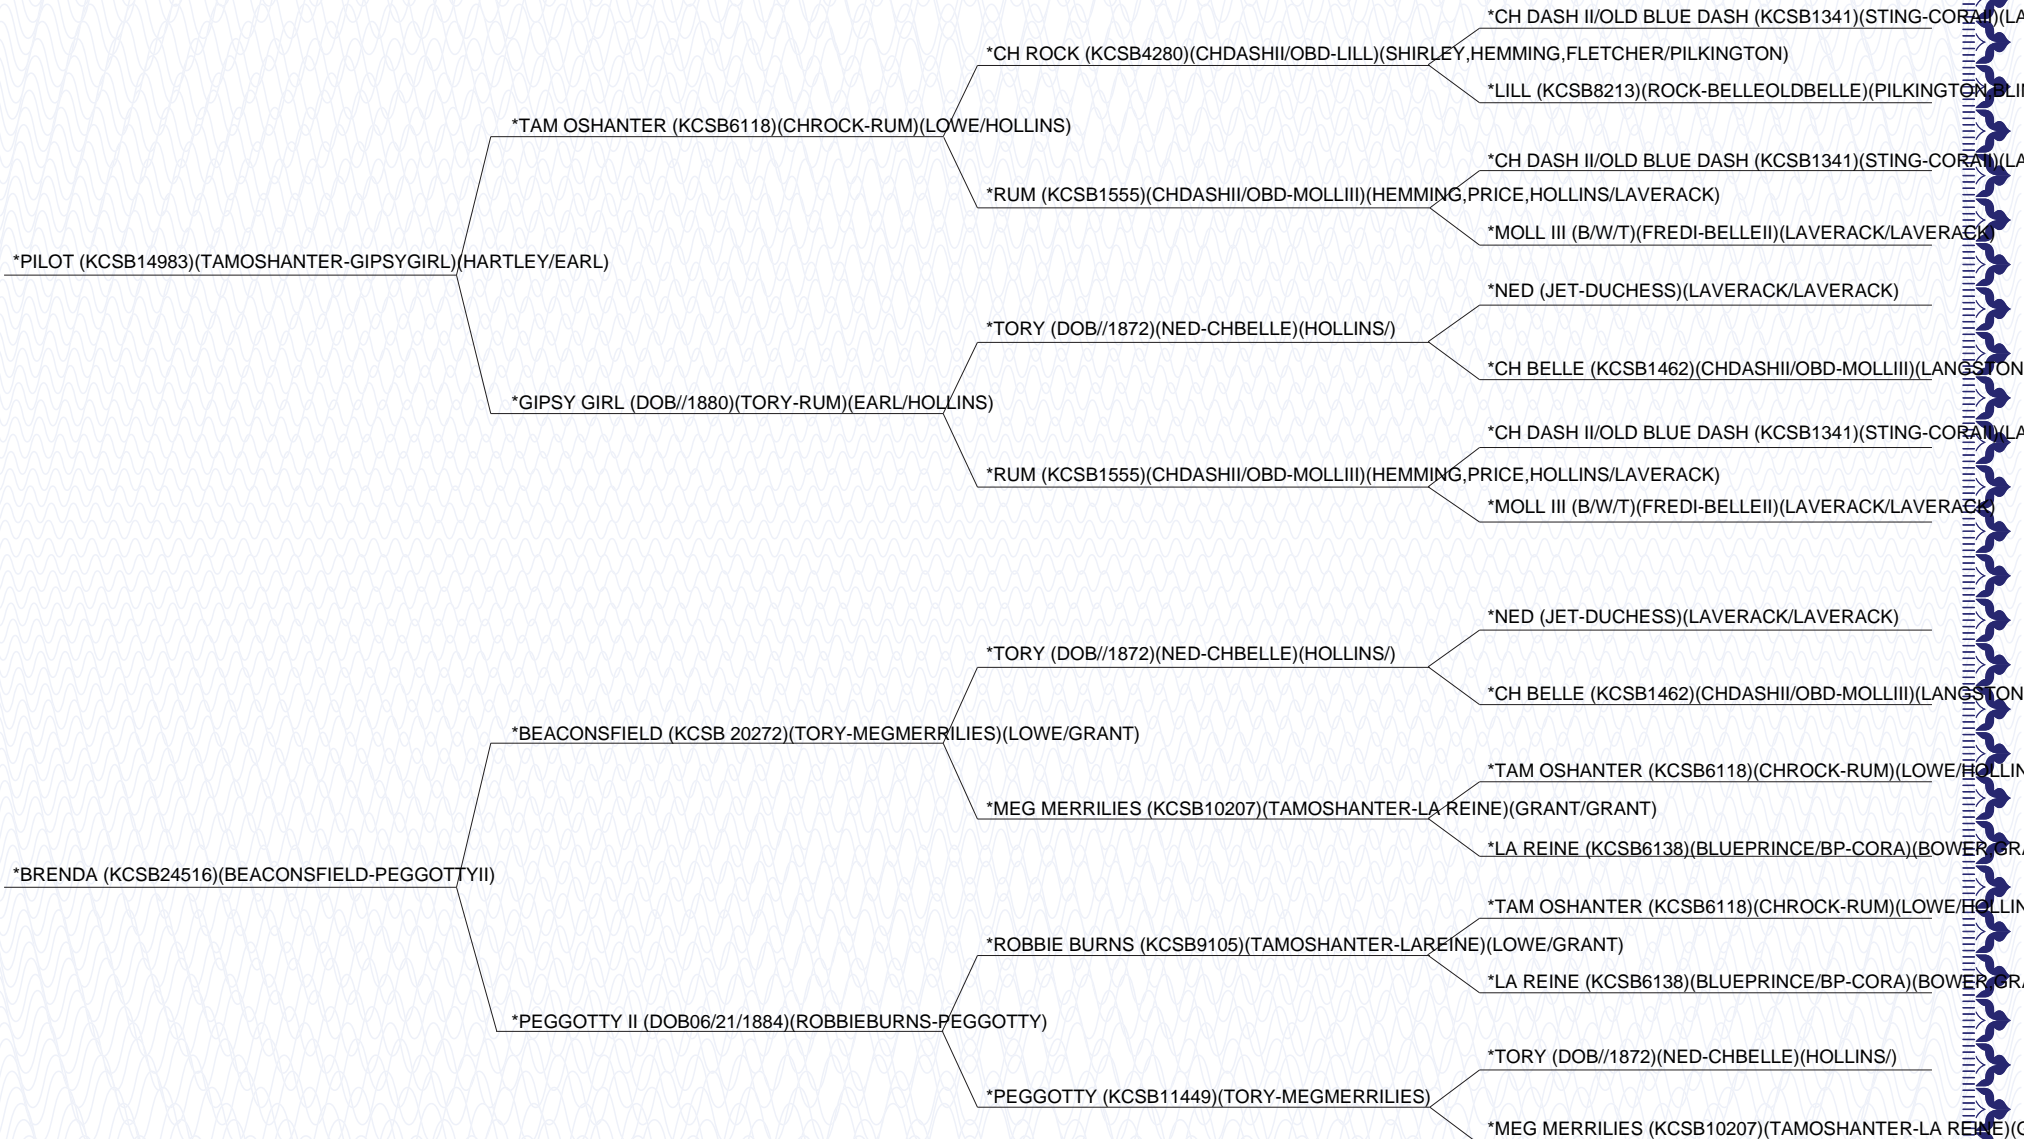 *CH DASH II/OLD BLUE DASH (KCSB1341)(STING-CORAII)(LA
*CH ROCK (KCSB4280)(CHDASHII/OBD-LILL)(SHIRLEY,HEMMING,FLETCHER/PILKINGTON)
*LILL (KCSB8213)(ROCK-BELLEOLDBELLE)(PILKINGTON,BLIN
*TAM OSHANTER (KCSB6118)(CHROCK-RUM)(LOWE/HOLLINS)
*CH DASH II/OLD BLUE DASH (KCSB1341)(STING-CORAII)(LA
*RUM (KCSB1555)(CHDASHII/OBD-MOLLIII)(HEMMING,PRICE,HOLLINS/LAVERACK)
*MOLL III (B/W/T)(FREDI-BELLEII)(LAVERACK/LAVERACK)
*PILOT (KCSB14983)(TAMOSHANTER-GIPSYGIRL)(HARTLEY/EARL)
*NED (JET-DUCHESS)(LAVERACK/LAVERACK)
*TORY (DOB//1872)(NED-CHBELLE)(HOLLINS/)
*CH BELLE (KCSB1462)(CHDASHII/OBD-MOLLIII)(LANGSTON
*GIPSY GIRL (DOB//1880)(TORY-RUM)(EARL/HOLLINS)
*CH DASH II/OLD BLUE DASH (KCSB1341)(STING-CORAII)(LA
*RUM (KCSB1555)(CHDASHII/OBD-MOLLIII)(HEMMING,PRICE,HOLLINS/LAVERACK)
*MOLL III (B/W/T)(FREDI-BELLEII)(LAVERACK/LAVERACK)
*NED (JET-DUCHESS)(LAVERACK/LAVERACK)
*TORY (DOB//1872)(NED-CHBELLE)(HOLLINS/)
*CH BELLE (KCSB1462)(CHDASHII/OBD-MOLLIII)(LANGSTON
*BEACONSFIELD (KCSB 20272)(TORY-MEGMERRILIES)(LOWE/GRANT)
*TAM OSHANTER (KCSB6118)(CHROCK-RUM)(LOWE/HOLLIN
*MEG MERRILIES (KCSB10207)(TAMOSHANTER-LA REINE)(GRANT/GRANT)
*LA REINE (KCSB6138)(BLUEPRINCE/BP-CORA)(BOWER,GRA
*BRENDA (KCSB24516)(BEACONSFIELD-PEGGOTTYII)
*TAM OSHANTER (KCSB6118)(CHROCK-RUM)(LOWE/HOLLIN
*ROBBIE BURNS (KCSB9105)(TAMOSHANTER-LAREINE)(LOWE/GRANT)
*LA REINE (KCSB6138)(BLUEPRINCE/BP-CORA)(BOWER,GRA
*PEGGOTTY II (DOB06/21/1884)(ROBBIEBURNS-PEGGOTTY)
*TORY (DOB//1872)(NED-CHBELLE)(HOLLINS/)
*PEGGOTTY (KCSB11449)(TORY-MEGMERRILIES)
*MEG MERRILIES (KCSB10207)(TAMOSHANTER-LA REINE)(G